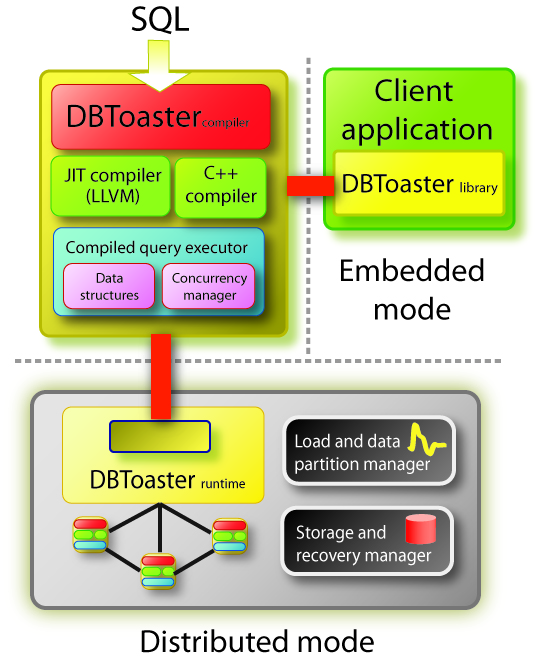 SQL
DBToaster compiler
JIT compiler
(LLVM)
C++
compiler
Compiled query executor
Data
structures
Concurrency
manager
Client
application
DBToaster library
Embedded
mode
DBToaster runtime
Load and data
partition manager
Storage and
recovery manager
Distributed mode